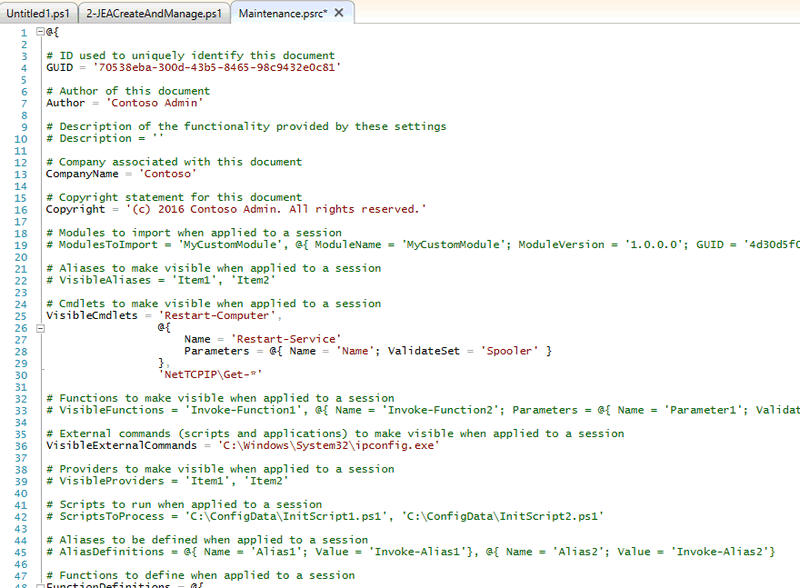 Untitled1.ps1 2-JEACreateAndManage.ps1 Maintenance.psrc* X
1 @{
2
3 # ID used to uniquely identify this document
4 GUID = '70538eba-300d-43b5-8465-98c9432e0c81'
5
6 # Author of this document
7 Author = 'Contoso Admin'
8
9 # Description of the functionality provided by these settings
10 # Description = ''
11
12 # Company associated with this document
13 CompanyName = 'Contoso'
14
15 # Copyright statement for this document
16 Copyright = '(c) 2016 Contoso Admin. All rights reserved.'
17
18 # Modules to import when applied to a session
19 # ModulesToImport = 'MyCustomModule', @{ ModuleName = 'MyCustomModule'; ModuleVersion = '1.0.0.0'; GUID = '4d30d5f0
20
21 # Aliases to make visible when applied to a session
22 # VisibleAliases = 'Item1', 'Item2'
23
24 # Cmdlets to make visible when applied to a session
25 VisibleCmdlets = 'Restart-Computer',
26 @{
27 Name = 'Restart-Service'
28 Parameters = @{ Name = 'Name'; ValidateSet = 'Spooler' }
29 },
30 'NetTCPIP\Get-*'
31
32 # Functions to make visible when applied to a session
33 # VisibleFunctions = 'Invoke-Function1', @{ Name = 'Invoke-Function2'; Parameters = @{ Name = 'Parameter1'; Validat
34
35 # External commands (scripts and applications) to make visible when applied to a session
36 VisibleExternalCommands = 'C:\Windows\System32\ipconfig.exe'
37
38 # Providers to make visible when applied to a session
39 # VisibleProviders = 'Item1', 'Item2'
40
41 # Scripts to run when applied to a session
42 # ScriptsToProcess = 'C:\ConfigData\InitScript1.ps1', 'C:\ConfigData\InitScript2.ps1'
43
44 # Aliases to be defined when applied to a session
45 # AliasDefinitions = @{ Name = 'Alias1'; Value = 'Invoke-Alias1'}, @{ Name = 'Alias2'; Value = 'Invoke-Alias2'}
46
47 # Functions to define when applied to a session
48 FunctionDefinitions = @{